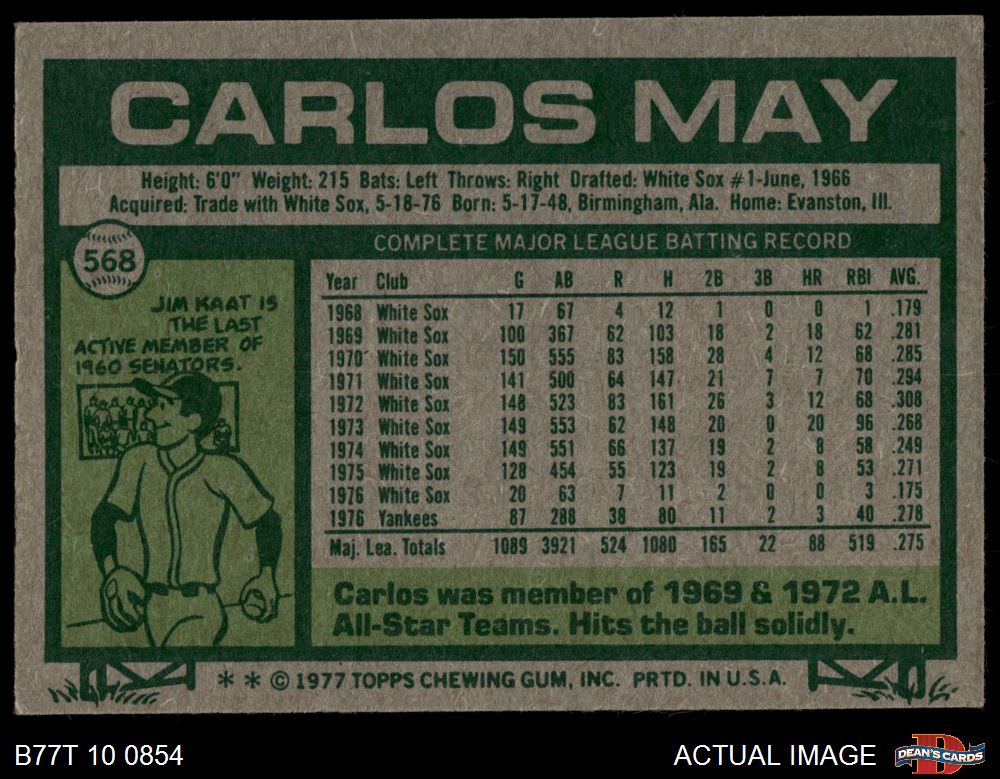 CARLOS MAY
Height: 6'0" Weight: 215 Bats: Left Throws: Right Drafted: White Sox #1-June, 1966
Acquired: Trade with White Sox, 5-18-76 Born: 5-17-48, Birmingham, Ala. Home: Evanston, Ill.
568
JIM KAAT IS
THE LAST
ACTIVE MEMBER OF
1960 SENATORS.
COMPLETE MAJOR LEAGUE BATTING RECORD
Year Club G AB R H 2B 3B HR RBI AVG.
1968 White Sox 17 67 4 12 1 0 0 1 .179
1969 White Sox 100 367 62 103 18 2 18 62 .281
1970 White Sox 150 555 83 158 28 4 12 68 .285
1971 White Sox 141 500 64 147 21 7 7 70 .294
1972 White Sox 148 523 83 161 26 3 12 68 .308
1973 White Sox 149 553 62 148 20 0 20 96 .268
1974 White Sox 149 551 66 137 19 2 8 58 .249
1975 White Sox 128 454 55 123 19 2 8 53 .271
1976 White Sox 20 63 7 11 2 0 0 3 .175
1976 Yankees 87 288 38 80 11 2 3 40 .278
Maj. Lea. Totals 1089 3921 524 1080 165 22 88 519 .275
Carlos was member of 1969 & 1972 A.L.
All-Star Teams. Hits the ball solidly.
* * © 1977 TOPPS CHEWING GUM, INC. PRTD. IN U.S.A.
B77T 10 0854
ACTUAL IMAGE
D
DEAN'S CARDS